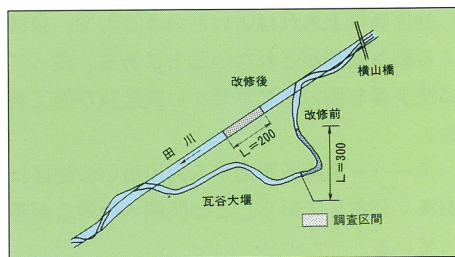 横山橋
改修後
改修前
田川
L=200
L=300
瓦谷大堰
調査区間